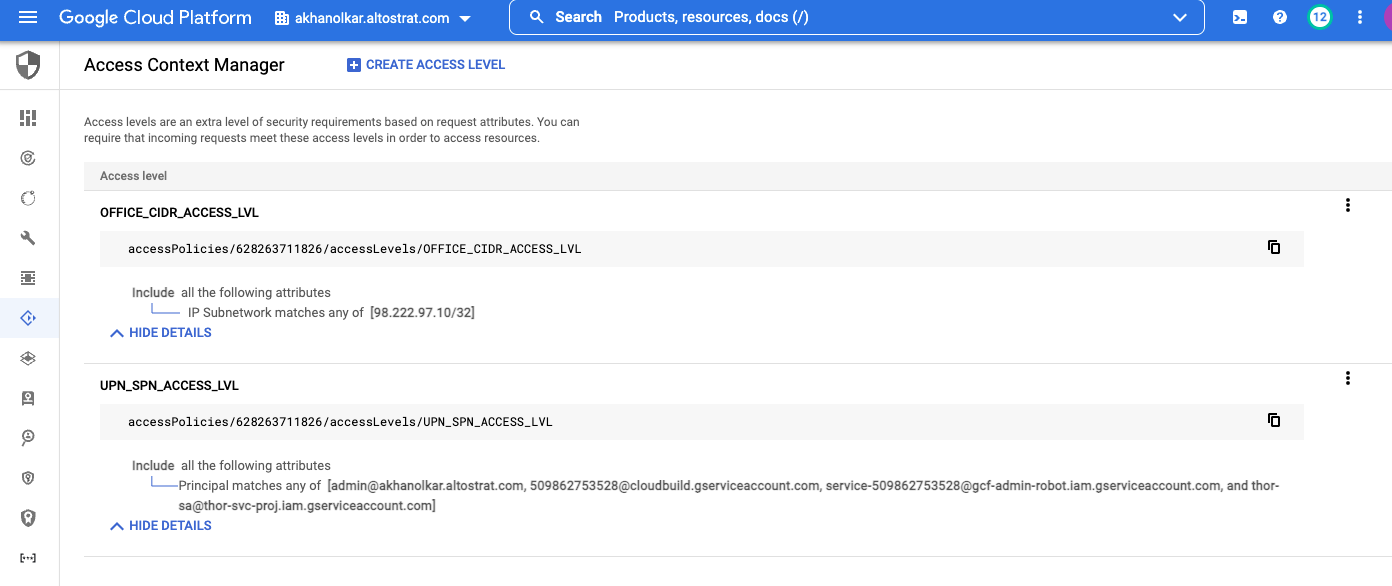 Google Cloud Platform
akhanolkar.altostrat.com
Search Products, resources, docs (/)
12
Access Context Manager
CREATE ACCESS LEVEL
Access levels are an extra level of security requirements based on request attributes. You can
require that incoming requests meet these access levels in order to access resources.
Access level
OFFICE_CIDR_ACCESS_LVL
accessPolicies/628263711826/accessLevels/OFFICE_CIDR_ACCESS_LVL
Include all the following attributes
IP Subnetwork matches any of [98.222.97.10/32]
HIDE DETAILS
UPN_SPN_ACCESS_LVL
accessPolicies/628263711826/accessLevels/UPN_SPN_ACCESS_LVL
Include all the following attributes
Principal matches any of [admin@akhanolkar.altostrat.com, 509862753528@cloudbuild.gserviceaccount.com, service-509862753528@gcf-admin-robot.iam.gserviceaccount.com, and thor-
sa@thor-svc-proj.iam.gserviceaccount.com]
HIDE DETAILS